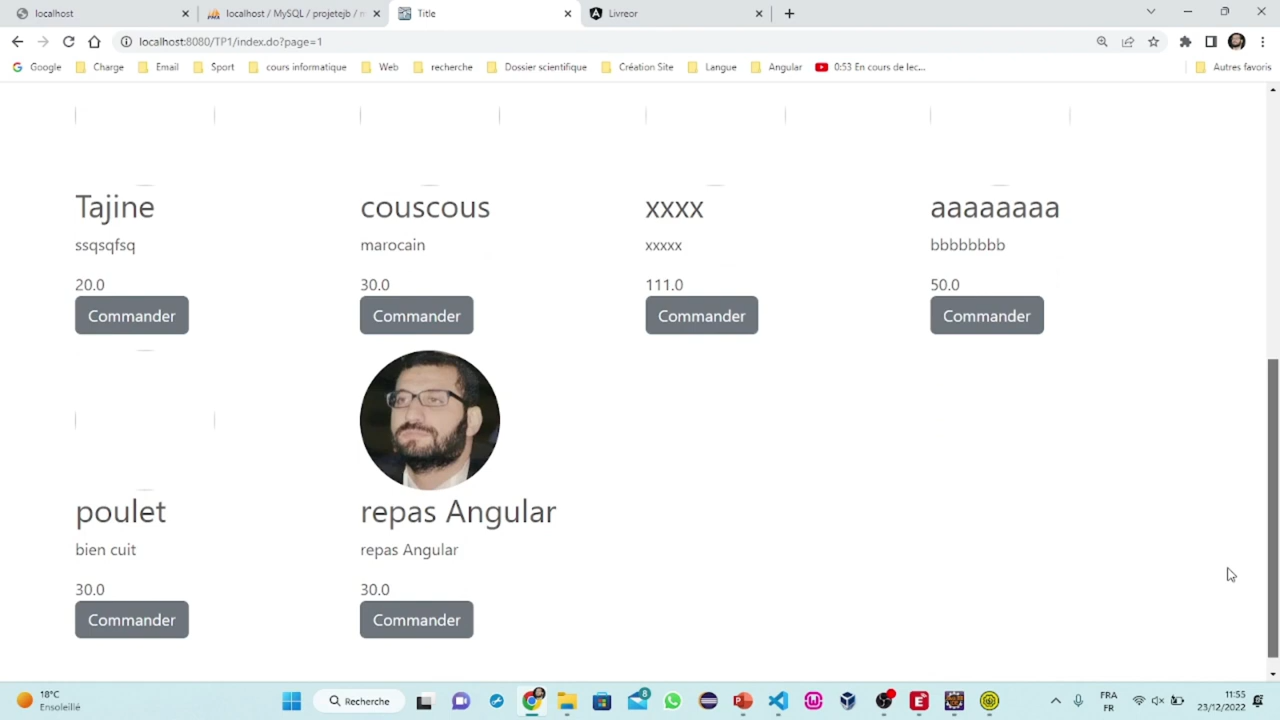 localhost
localhost / MySQL / projetejb / r
Title
Livreor
localhost:8080/TP1/index.do?page=1
Google
Charge
Email
Sport
cours informatique
Web
recherche
Dossier scientifique
Création Site
Langue
Angular
0:53 En cours de lec...
Autres favoris
Tajine
ssqsqfsq
20.0
Commander
couscous
marocain
30.0
Commander
xxxx
xxxxx
111.0
Commander
aaaaaaaa
bbbbbbbb
50.0
Commander
poulet
bien cuit
30.0
Commander
repas Angular
repas Angular
30.0
Commander
18°C
Ensoleillé
Recherche
8
FRA
FR
11:55
23/12/2022